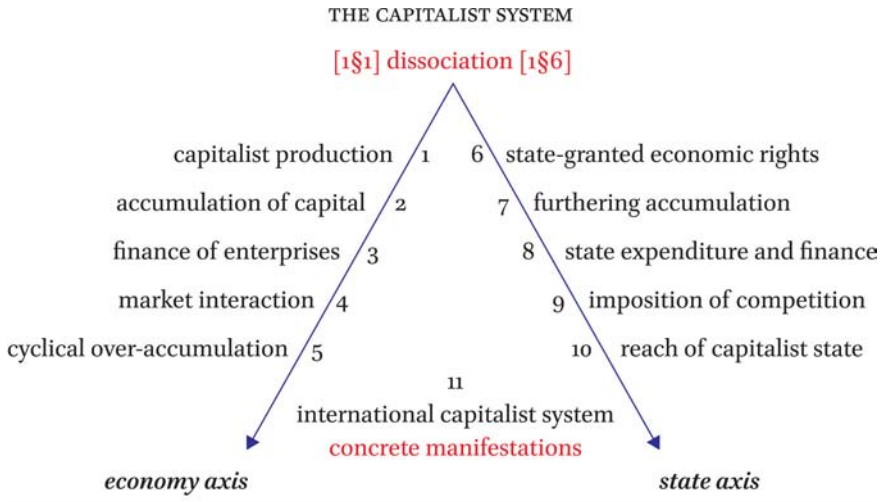 THE CAPITALIST SYSTEM
[1§1] dissociation [1§6]
capitalist production 1 6 state-granted economic rights
accumulation of capital 2 7 furthering accumulation
finance of enterprises 3 8 state expenditure and finance
market interaction 4 9 imposition of competition
cyclical over-accumulation 5 10 reach of capitalist state
11
international capitalist system
concrete manifestations
economy axis state axis